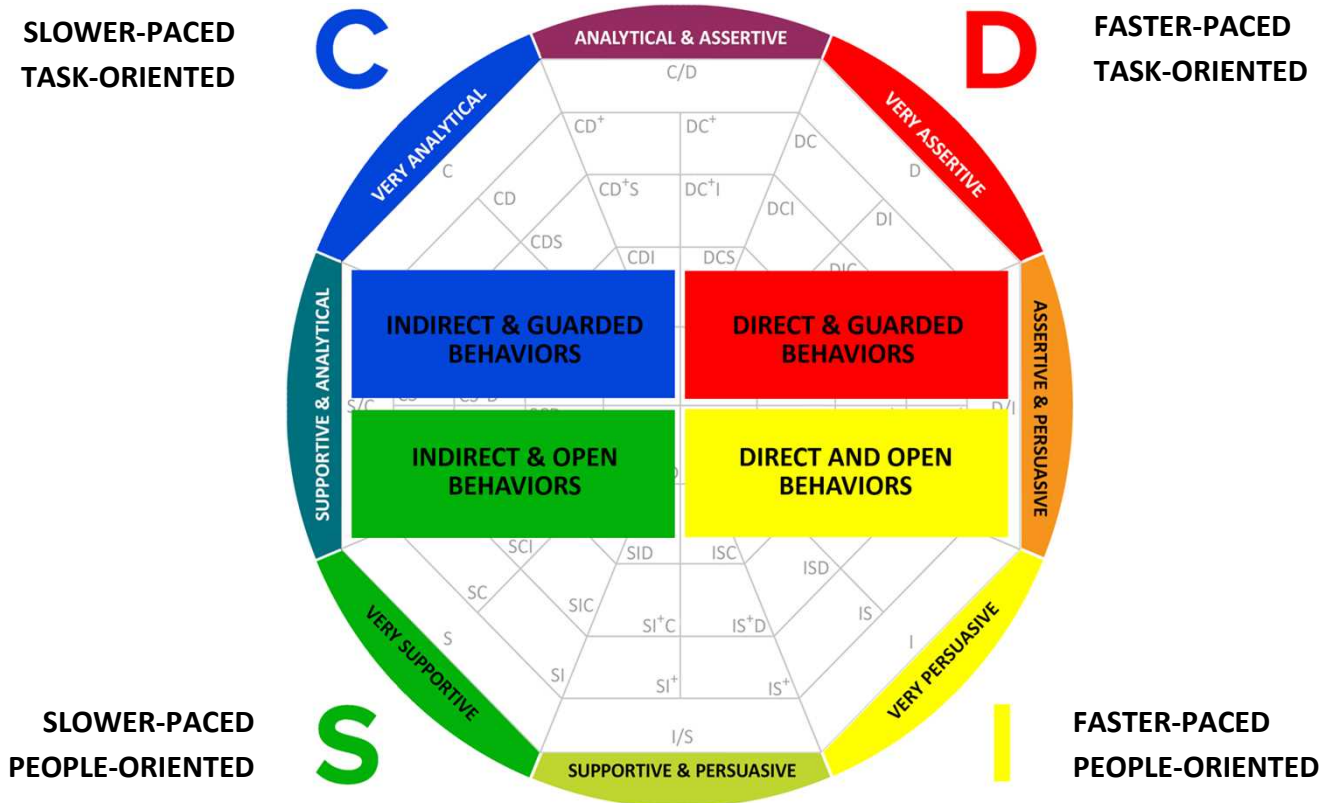 SLOWER-PACED
TASK-ORIENTED
C
ANALYTICAL & ASSERTIVE
D
FASTER-PACED
TASK-ORIENTED
VERY ANALYTICAL
VERY ASSERTIVE
C/D
CD+
DC+
DC
C
D
CD
CD+S
DC+I
DCI
DI
CDS
CDI
DCS
DIC
SUPPORTIVE & ANALYTICAL
INDIRECT & GUARDED
BEHAVIORS
DIRECT & GUARDED
BEHAVIORS
ASSERTIVE & PERSUASIVE
S/C
D/I
INDIRECT & OPEN
BEHAVIORS
DIRECT AND OPEN
BEHAVIORS
SCI
SID
ISC
ISD
SC
SIC
SI+C
IS+D
IS
S
I
SI
SI+
IS+
VERY SUPPORTIVE
VERY PERSUASIVE
I/S
SLOWER-PACED
PEOPLE-ORIENTED
S
SUPPORTIVE & PERSUASIVE
I
FASTER-PACED
PEOPLE-ORIENTED